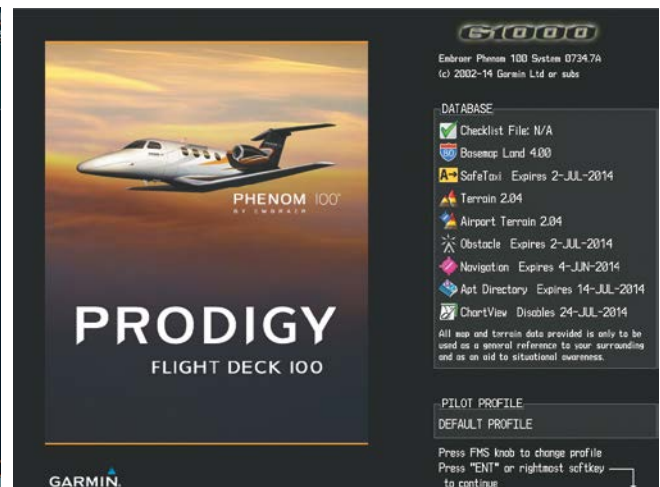 PHENOM 100
BY EMBRAER
PRODIGY
FLIGHT DECK 100
GARMIN.
G1000
Embraer Phenom 100 System 0734.7A
(c) 2002-14 Garmin Ltd or subs
DATABASE
Checklist File: N/A
Basemap Land 4.00
A→ SafeTaxi Expires 2-JUL-2014
Terrain 2.04
Airport Terrain 2.04
Obstacle Expires 2-JUL-2014
Navigation Expires 4-JUN-2014
Apt Directory Expires 14-JUL-2014
ChartView Disables 24-JUL-2014
All map and terrain data provided is only to be
used as a general reference to your surrounding
and as an aid to situational awareness.
PILOT PROFILE
DEFAULT PROFILE
Press FMS knob to change profile
Press "ENT" or rightmost softkey
to continue